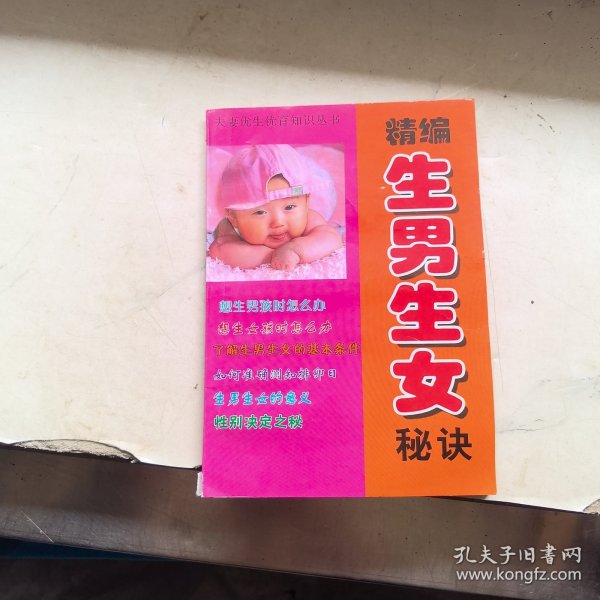 夫妻优生优育知识丛书
精编
生男生女
秘诀
想生男孩时怎么办
想生女孩时怎么办
了解生男生女的基本条件
如何准确测知排卵日
生男生女的意义
性别决定之秘
孔夫子旧书网
www.kongfz.com